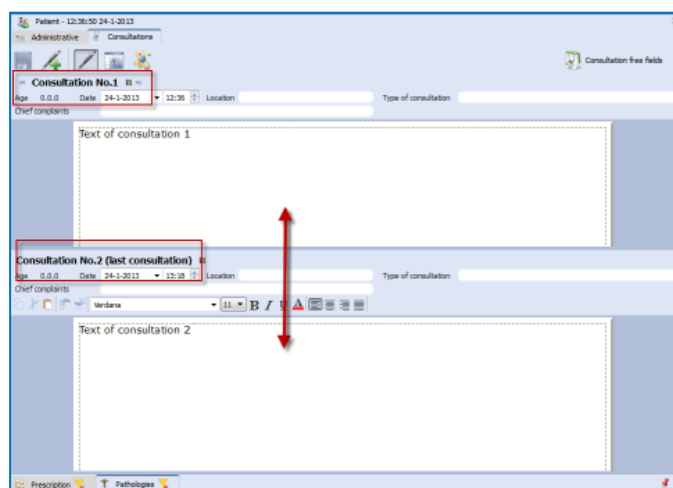 Patient - 12:36:50 24-1-2013
Administrative Consultations
Consultation free fields
Consultation No.1
Age 0.0.0 Date 24-1-2013 12:36 Location Type of consultation
Chief complaints
Text of consultation 1
Consultation No.2 (last consultation)
Age 0.0.0 Date 24-1-2013 13:18 Location Type of consultation
Chief complaints
Verdana 11 B I U A
Text of consultation 2
Prescription Pathologies